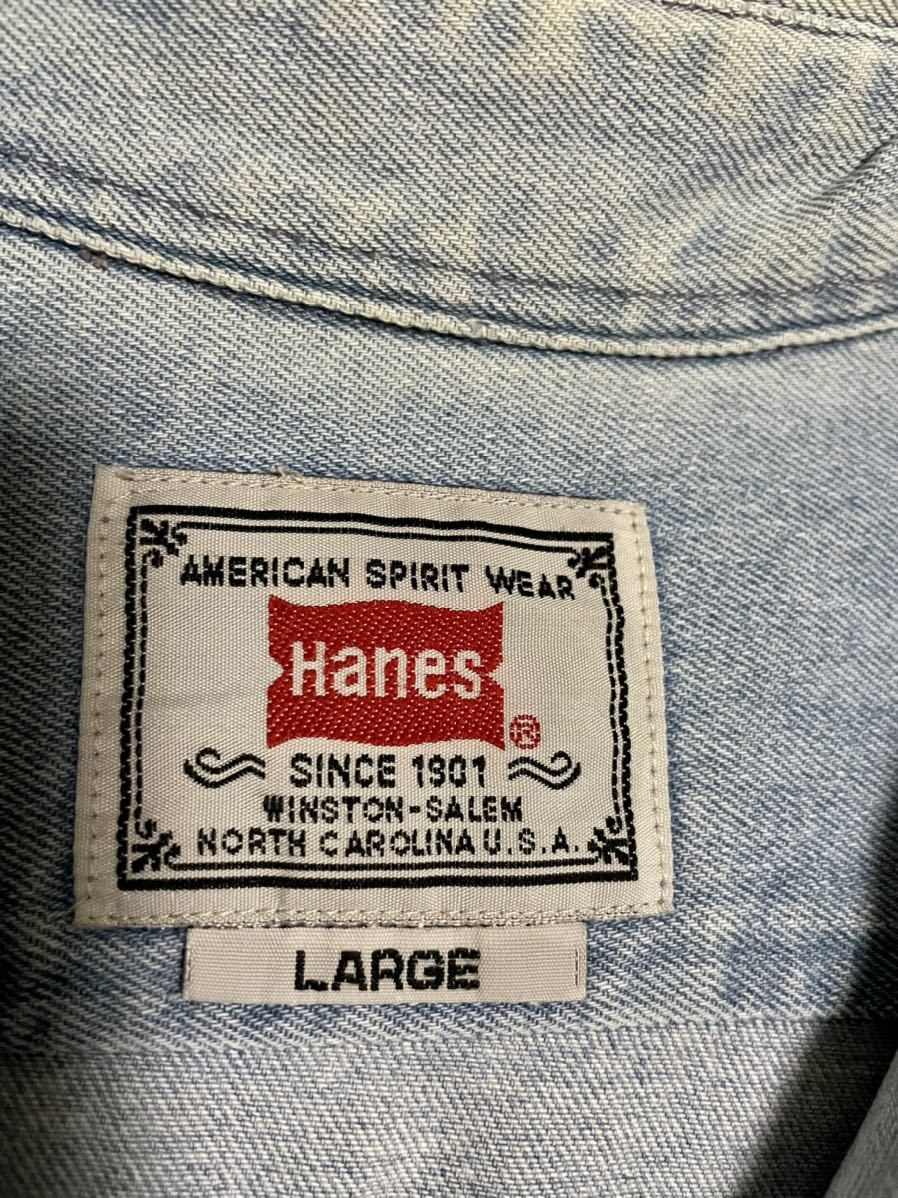 AMERICAN SPIRIT WEAR
Hanes®
SINCE 1901
WINSTON-SALEM
NORTH CAROLINA U.S.A.
LARGE